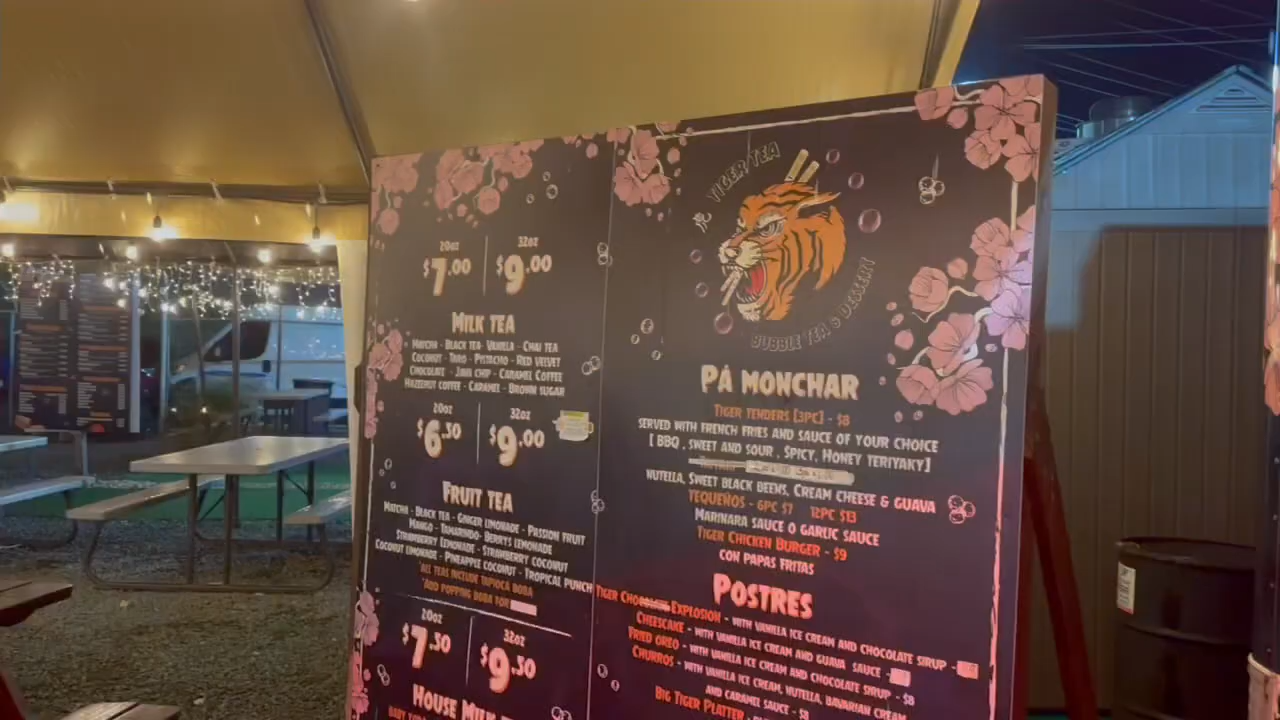 20oz
32oz
$7.00
$9.00
MILK TEA
MATCHA - BLACK TEA- VANILLA - CHAI TEA
COCONUT - TARO - PISTACHO - RED VELVET
CHOCOLATE - JAVA CHIP - CARAMEL COFFEE
HAZELNUT COFFEE - CARAMEL - BROWN SUGAR
20oz
32oz
$6.50
$9.00
FRUIT TEA
MATCHA - BLACK TEA - GINGER LEMONADE - PASSION FRUIT
MANGO - TAMARINDO- BERRYS LEMONADE
STRAWBERRY LEMONADE - STRAWBERRY COCONUT
COCONUT LEMONADE - PINEAPPLE COCONUT - TROPICAL PUNCH
*ALL TEAS INCLUDE TAPIOCA BOBA
*ADD POPPING BOBA FOR
20oz
32oz
$7.50
$9.50
HOUSE MILK
TIGER TEA
BUBBLE TEA & DESSERT
PÁ MONCHAR
TIGER TENDERS [3PC] - $8
SERVED WITH FRENCH FRIES AND SAUCE OF YOUR CHOICE
[ BBQ , SWEET AND SOUR , SPICY, HONEY TERIYAKY]
NUTELLA, SWEET BLACK BEENS, CREAM CHEESE & GUAVA
TEQUEÑOS - 6PC $7 12PC $13
MARINARA SAUCE O GARLIC SAUCE
TIGER CHICKEN BURGER - $9
CON PAPAS FRITAS
POSTRES
TIGER EXPLOSION - WITH VANILLA ICE CREAM AND CHOCOLATE SIRUP -
CHEESCAKE - WITH VANILLA ICE CREAM AND GUAVA SAUCE -
FRIED OREO - WITH VANILLA ICE CREAM AND CHOCOLATE SIRUP - $8
CHURROS - WITH VANILLA ICE CREAM, NUTELLA, BAVARIAN CREAM
AND CARAMEL SAUCE - $8
BIG TIGER PLATTER -